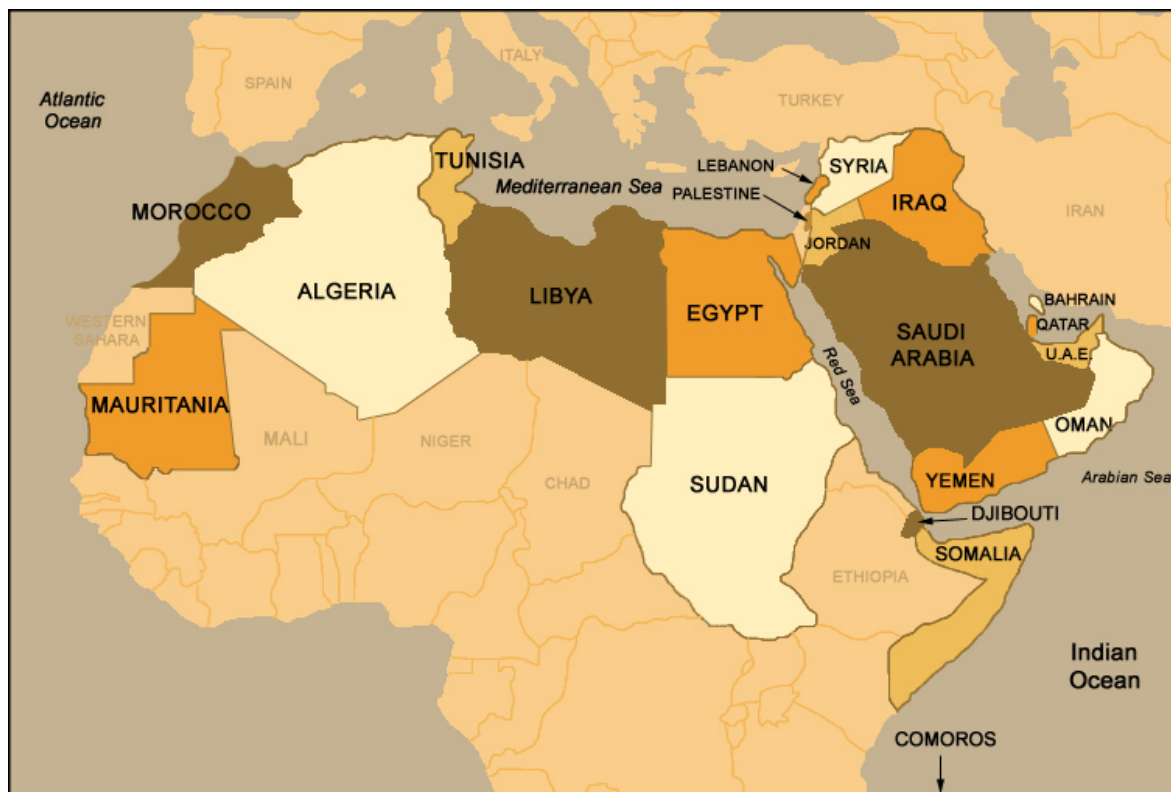 ITALY
SPAIN
TURKEY
Atlantic
Ocean
TUNISIA
LEBANON
SYRIA
Mediterranean Sea
PALESTINE
MOROCCO
IRAQ
IRAN
JORDAN
ALGERIA
LIBYA
EGYPT
BAHRAIN
QATAR
WESTERN
SAHARA
SAUDI
ARABIA
U.A.E.
Red Sea
MAURITANIA
OMAN
MALI
NIGER
CHAD
SUDAN
YEMEN
Arabian Sea
DJIBOUTI
SOMALIA
ETHIOPIA
Indian
Ocean
COMOROS